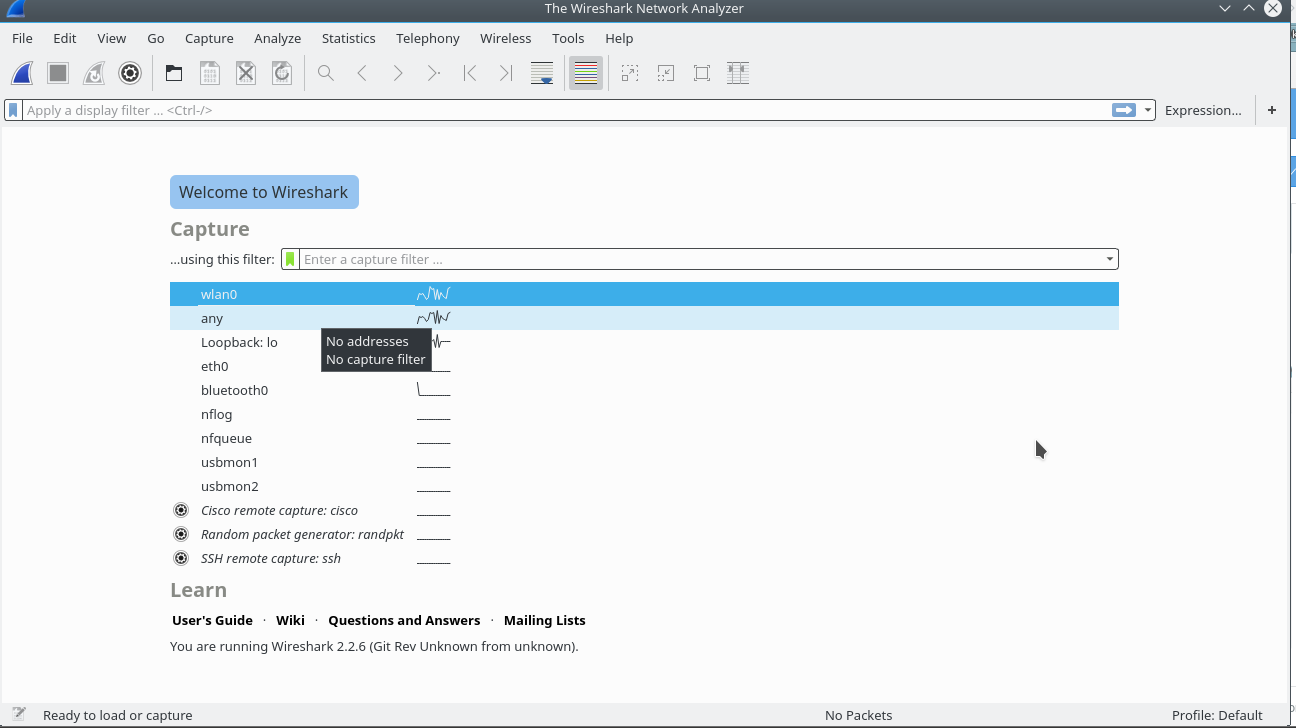 The Wireshark Network Analyzer
File Edit View Go Capture Analyze Statistics Telephony Wireless Tools Help
Apply a display filter ... <Ctrl-/> Expression... +
Welcome to Wireshark
Capture
...using this filter: Enter a capture filter ...
wlan0
any
Loopback: lo
No addresses
No capture filter
eth0
bluetooth0
nflog
nfqueue
usbmon1
usbmon2
Cisco remote capture: cisco
Random packet generator: randpkt
SSH remote capture: ssh
Learn
User's Guide · Wiki · Questions and Answers · Mailing Lists
You are running Wireshark 2.2.6 (Git Rev Unknown from unknown).
Ready to load or capture No Packets Profile: Default